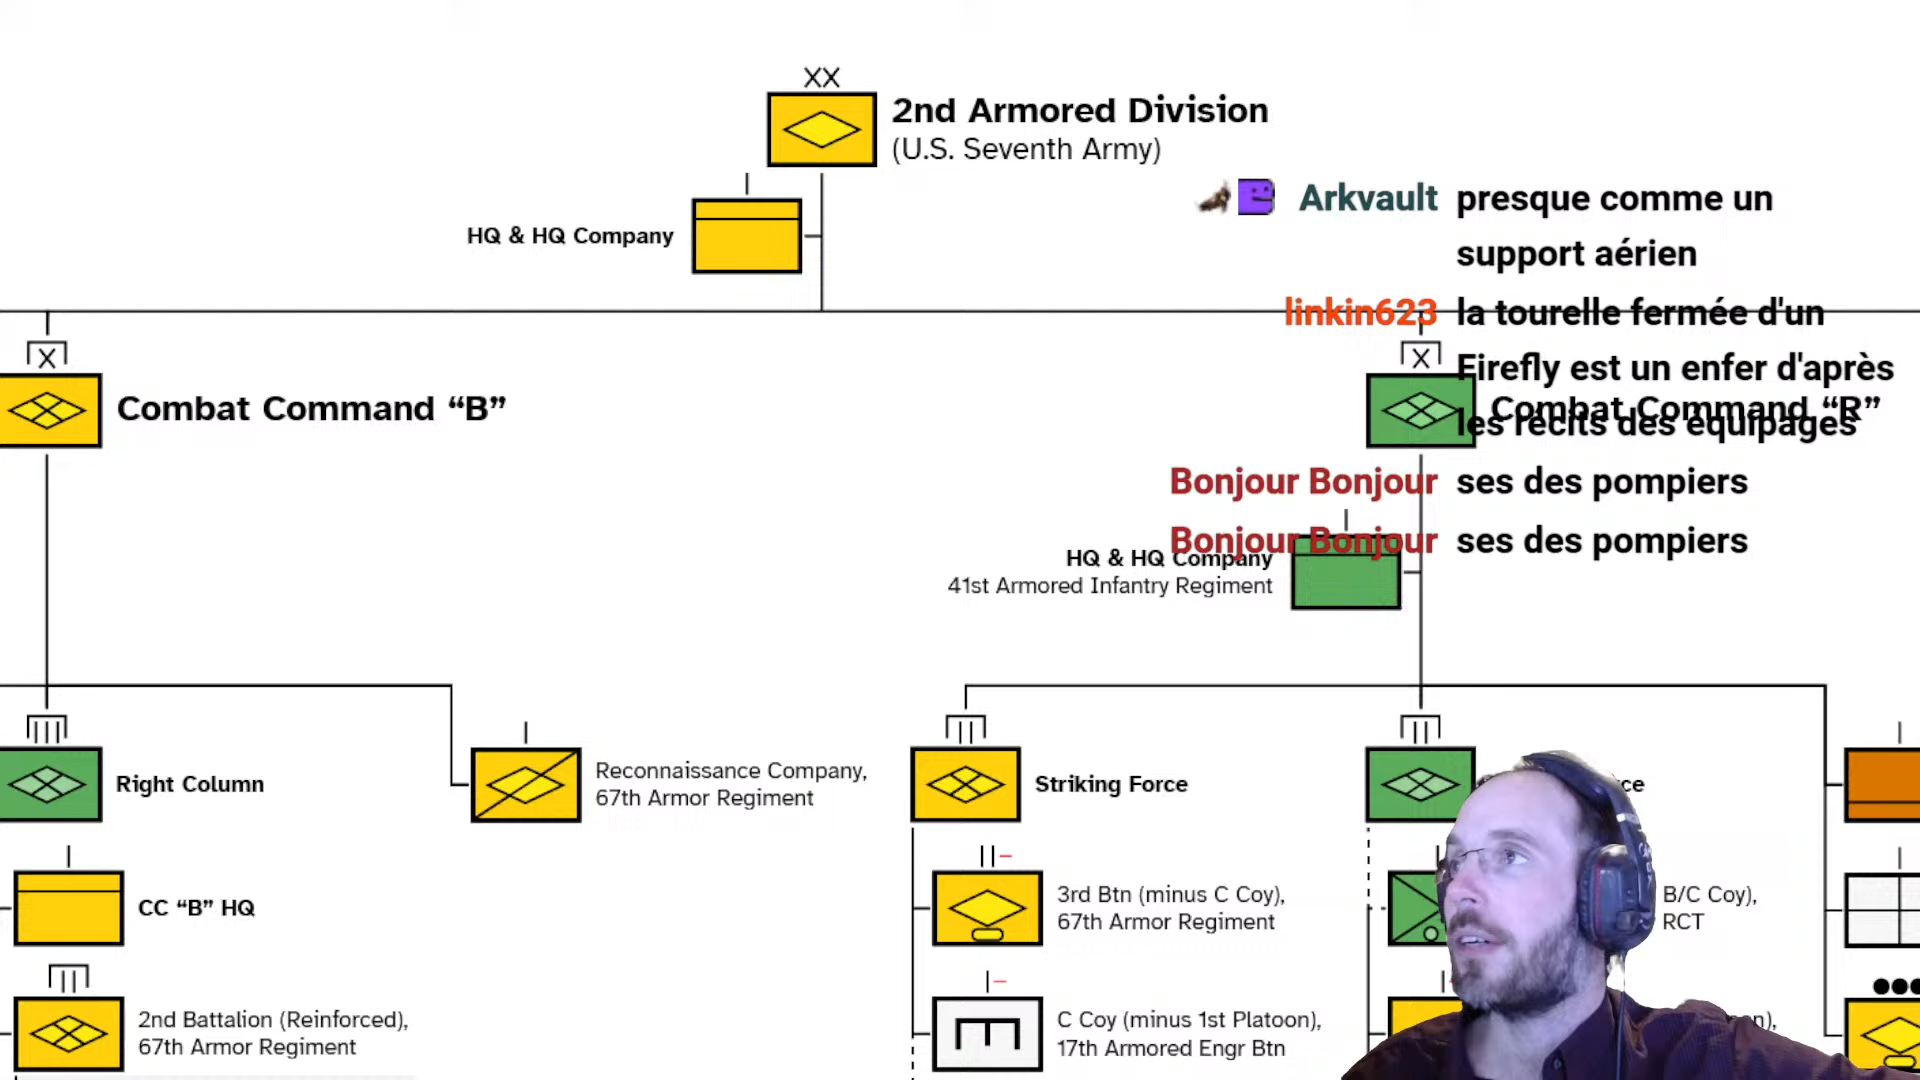 XX
2nd Armored Division
(U.S. Seventh Army)
HQ & HQ Company
Arkvault presque comme un
support aérien
linkin623 la tourelle fermée d'un
Firefly est un enfer d'après
les récits des équipages
Bonjour Bonjour ses des pompiers
Bonjour Bonjour ses des pompiers
X
Combat Command “B”
X
Combat Command “R”
HQ & HQ Company
41st Armored Infantry Regiment
Right Column
Reconnaissance Company,
67th Armor Regiment
Striking Force
ce
CC “B” HQ
3rd Btn (minus C Coy),
67th Armor Regiment
B/C Coy),
RCT
2nd Battalion (Reinforced),
67th Armor Regiment
C Coy (minus 1st Platoon),
17th Armored Engr Btn
n),